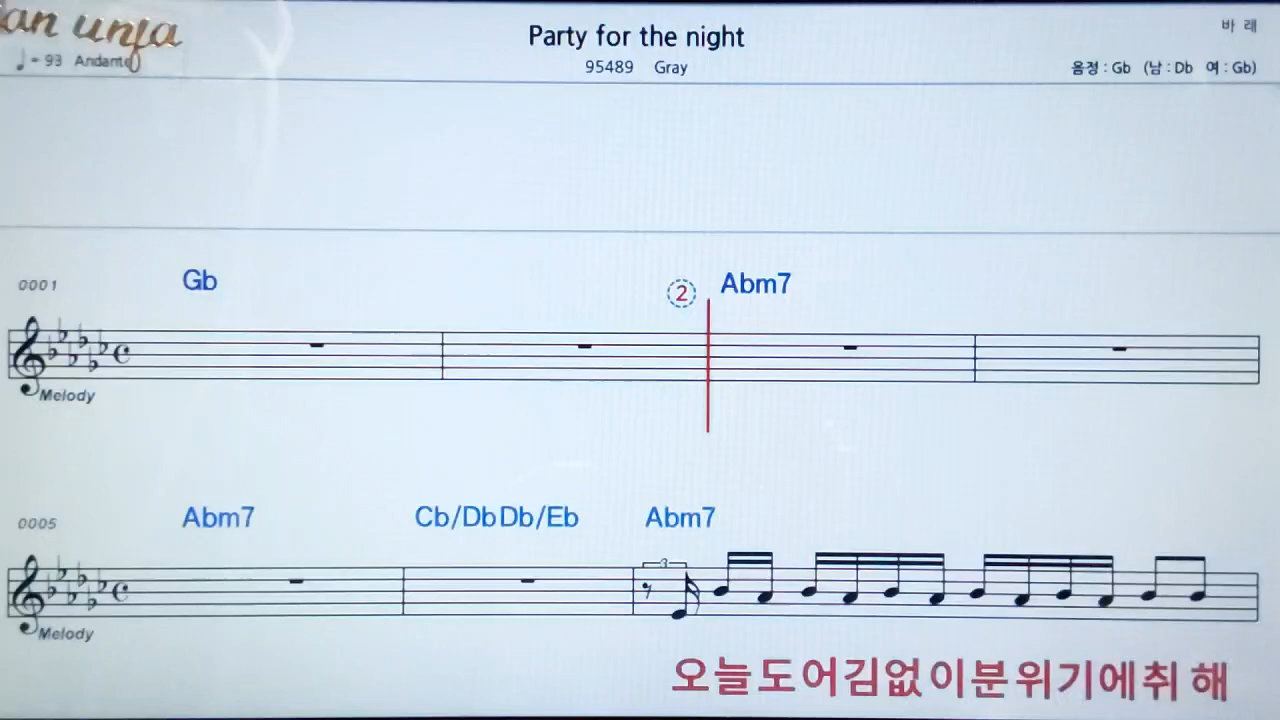 an unja
Party for the night
바 래
♩= 93 Andante
95489 Gray
음정 : Gb (남 : Db 여 : Gb)
0001 Gb ② Abm7
Melody
0005 Abm7 Cb/Db Db/Eb Abm7
3
Melody
오늘도어김없이분위기에취 해